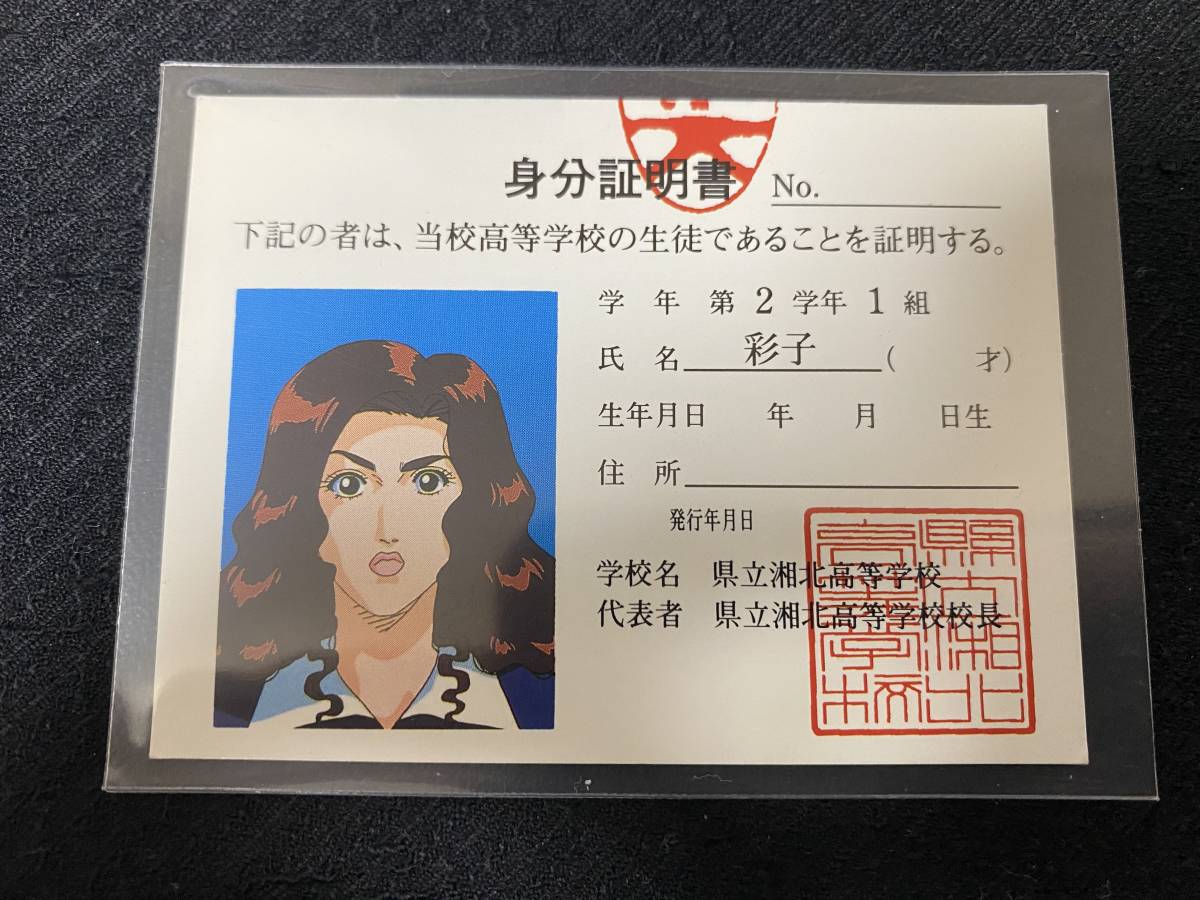 身分証明書 No.
下記の者は、当校高等学校の生徒であることを証明する。
学 年 第 2 学年 1 組
氏 名 彩子 ( 才)
生年月日 年 月 日生
住 所
発行年月日
学校名 県立湘北高等学校
代表者 県立湘北高等学校校長